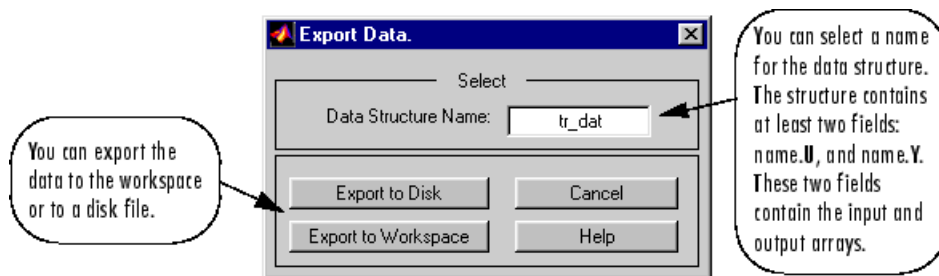 Export Data.
Select
Data Structure Name:
tr_dat
Export to Disk
Cancel
Export to Workspace
Help
You can export the
data to the workspace
or to a disk file.
You can select a name
for the data structure.
The structure contains
at least two fields:
name.U, and name.Y.
These two fields
contain the input and
output arrays.